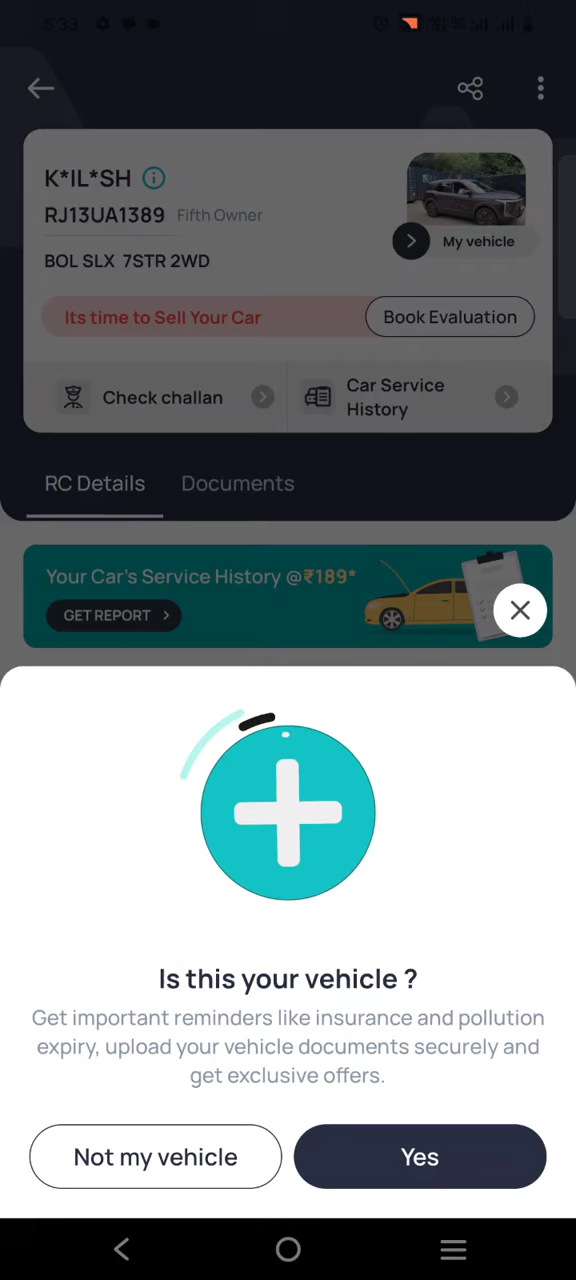 8:33
K*IL*SH
RJ13UA1389 Fifth Owner
My vehicle
BOL SLX 7STR 2WD
Its time to Sell Your Car
Book Evaluation
Check challan
Car Service
History
RC Details
Documents
Your Car's Service History @₹189*
GET REPORT
Is this your vehicle ?
Get important reminders like insurance and pollution
expiry, upload your vehicle documents securely and
get exclusive offers.
Not my vehicle
Yes